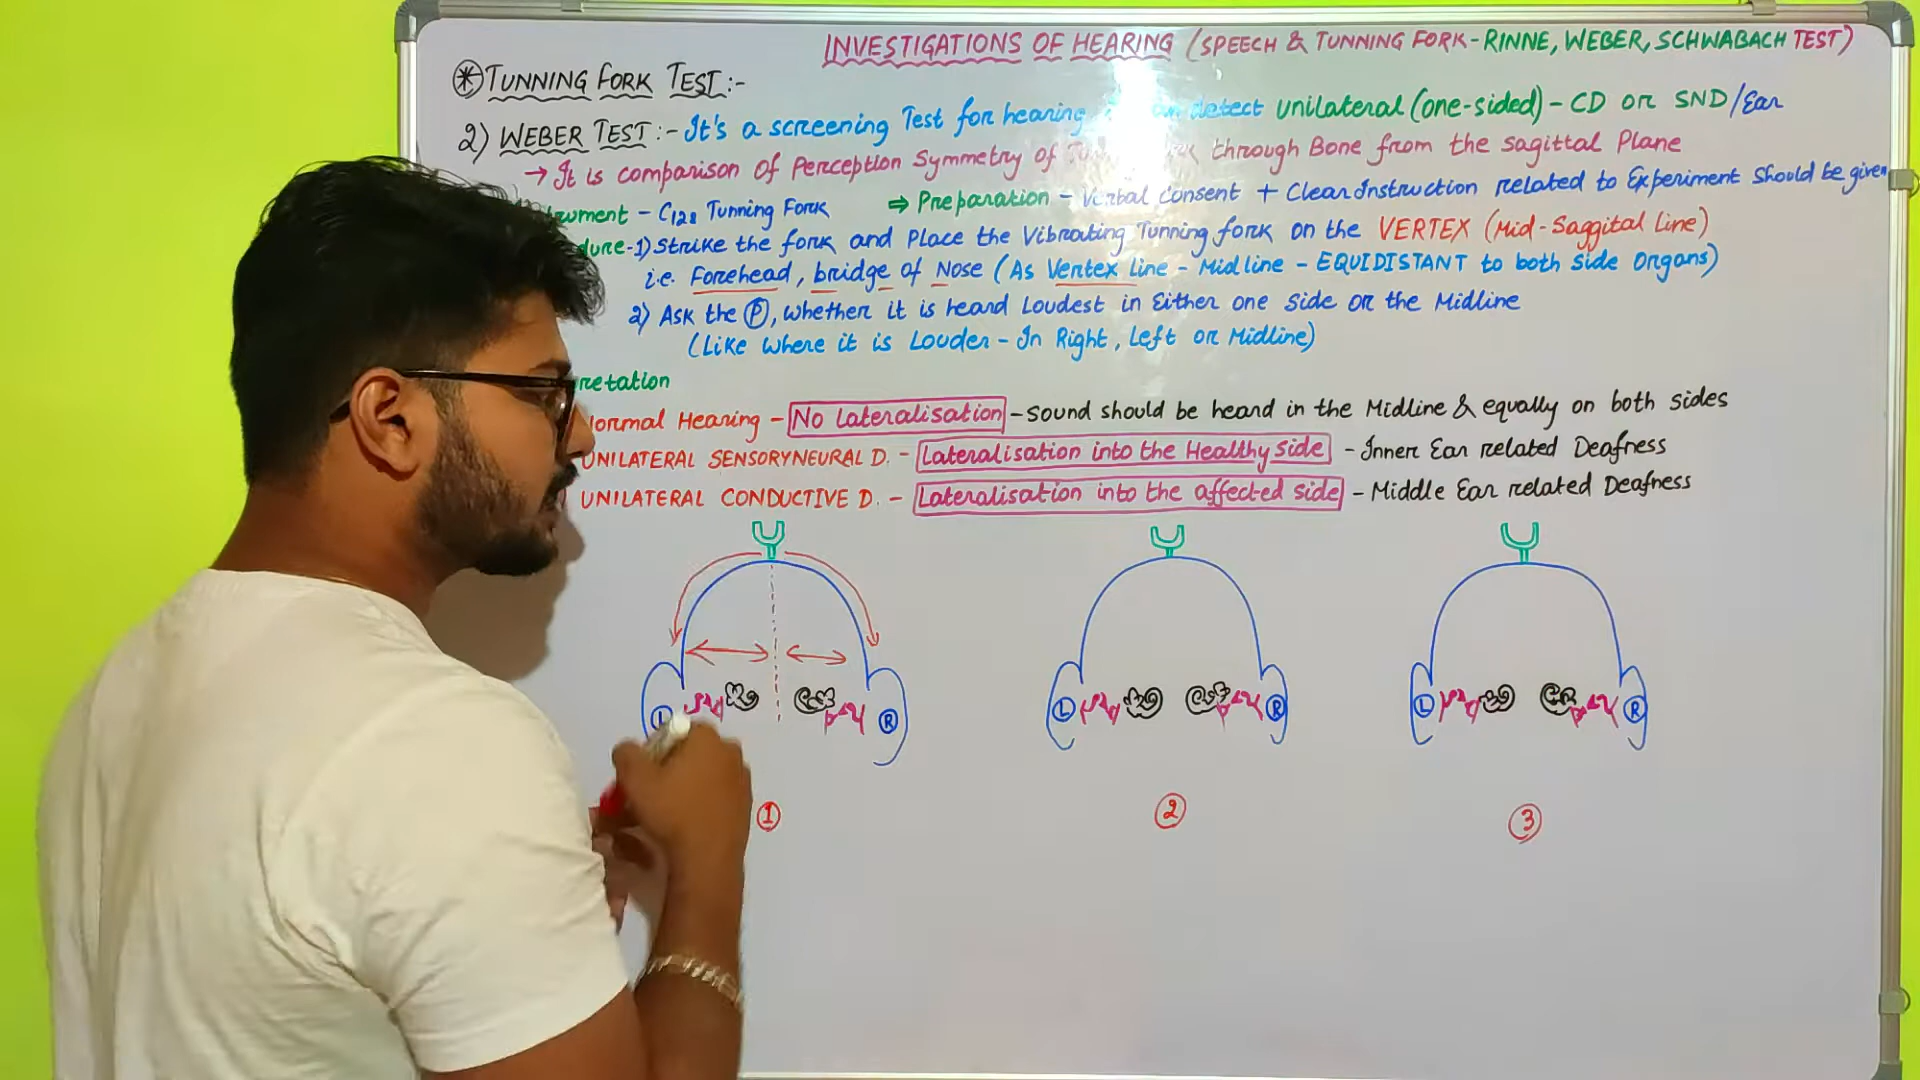 INVESTIGATIONS OF HEARING (SPEECH & TUNNING FORK - RINNE, WEBER, SCHWABACH TEST)
* TUNNING FORK TEST :-
2) WEBER TEST :- It's a screening Test for hearing detect unilateral (one-sided) - CD or SND/Ear
→ It is comparison of Perception Symmetry of through Bone from the sagittal Plane
- C128 Tunning Fork ⇒ Preparation - Verbal Consent + Clear Instruction related to Experiment should be given
1) Strike the fork and Place the Vibrating Tunning fork on the VERTEX (Mid-Saggital Line)
i.e. Forehead, bridge of Nose (As Vertex line - Midline - EQUIDISTANT to both side Organs)
2) Ask the P, whether it is heard Loudest in Either one side or the Midline
(Like where it is Louder - In Right, Left or Midline)
Normal Hearing - No Lateralisation - Sound should be heard in the Midline & equally on both sides
UNILATERAL SENSORYNEURAL D. - Lateralisation into the Healthy side - Inner Ear related Deafness
UNILATERAL CONDUCTIVE D. - Lateralisation into the affected side - Middle Ear related Deafness
L R L R L R
1 2 3